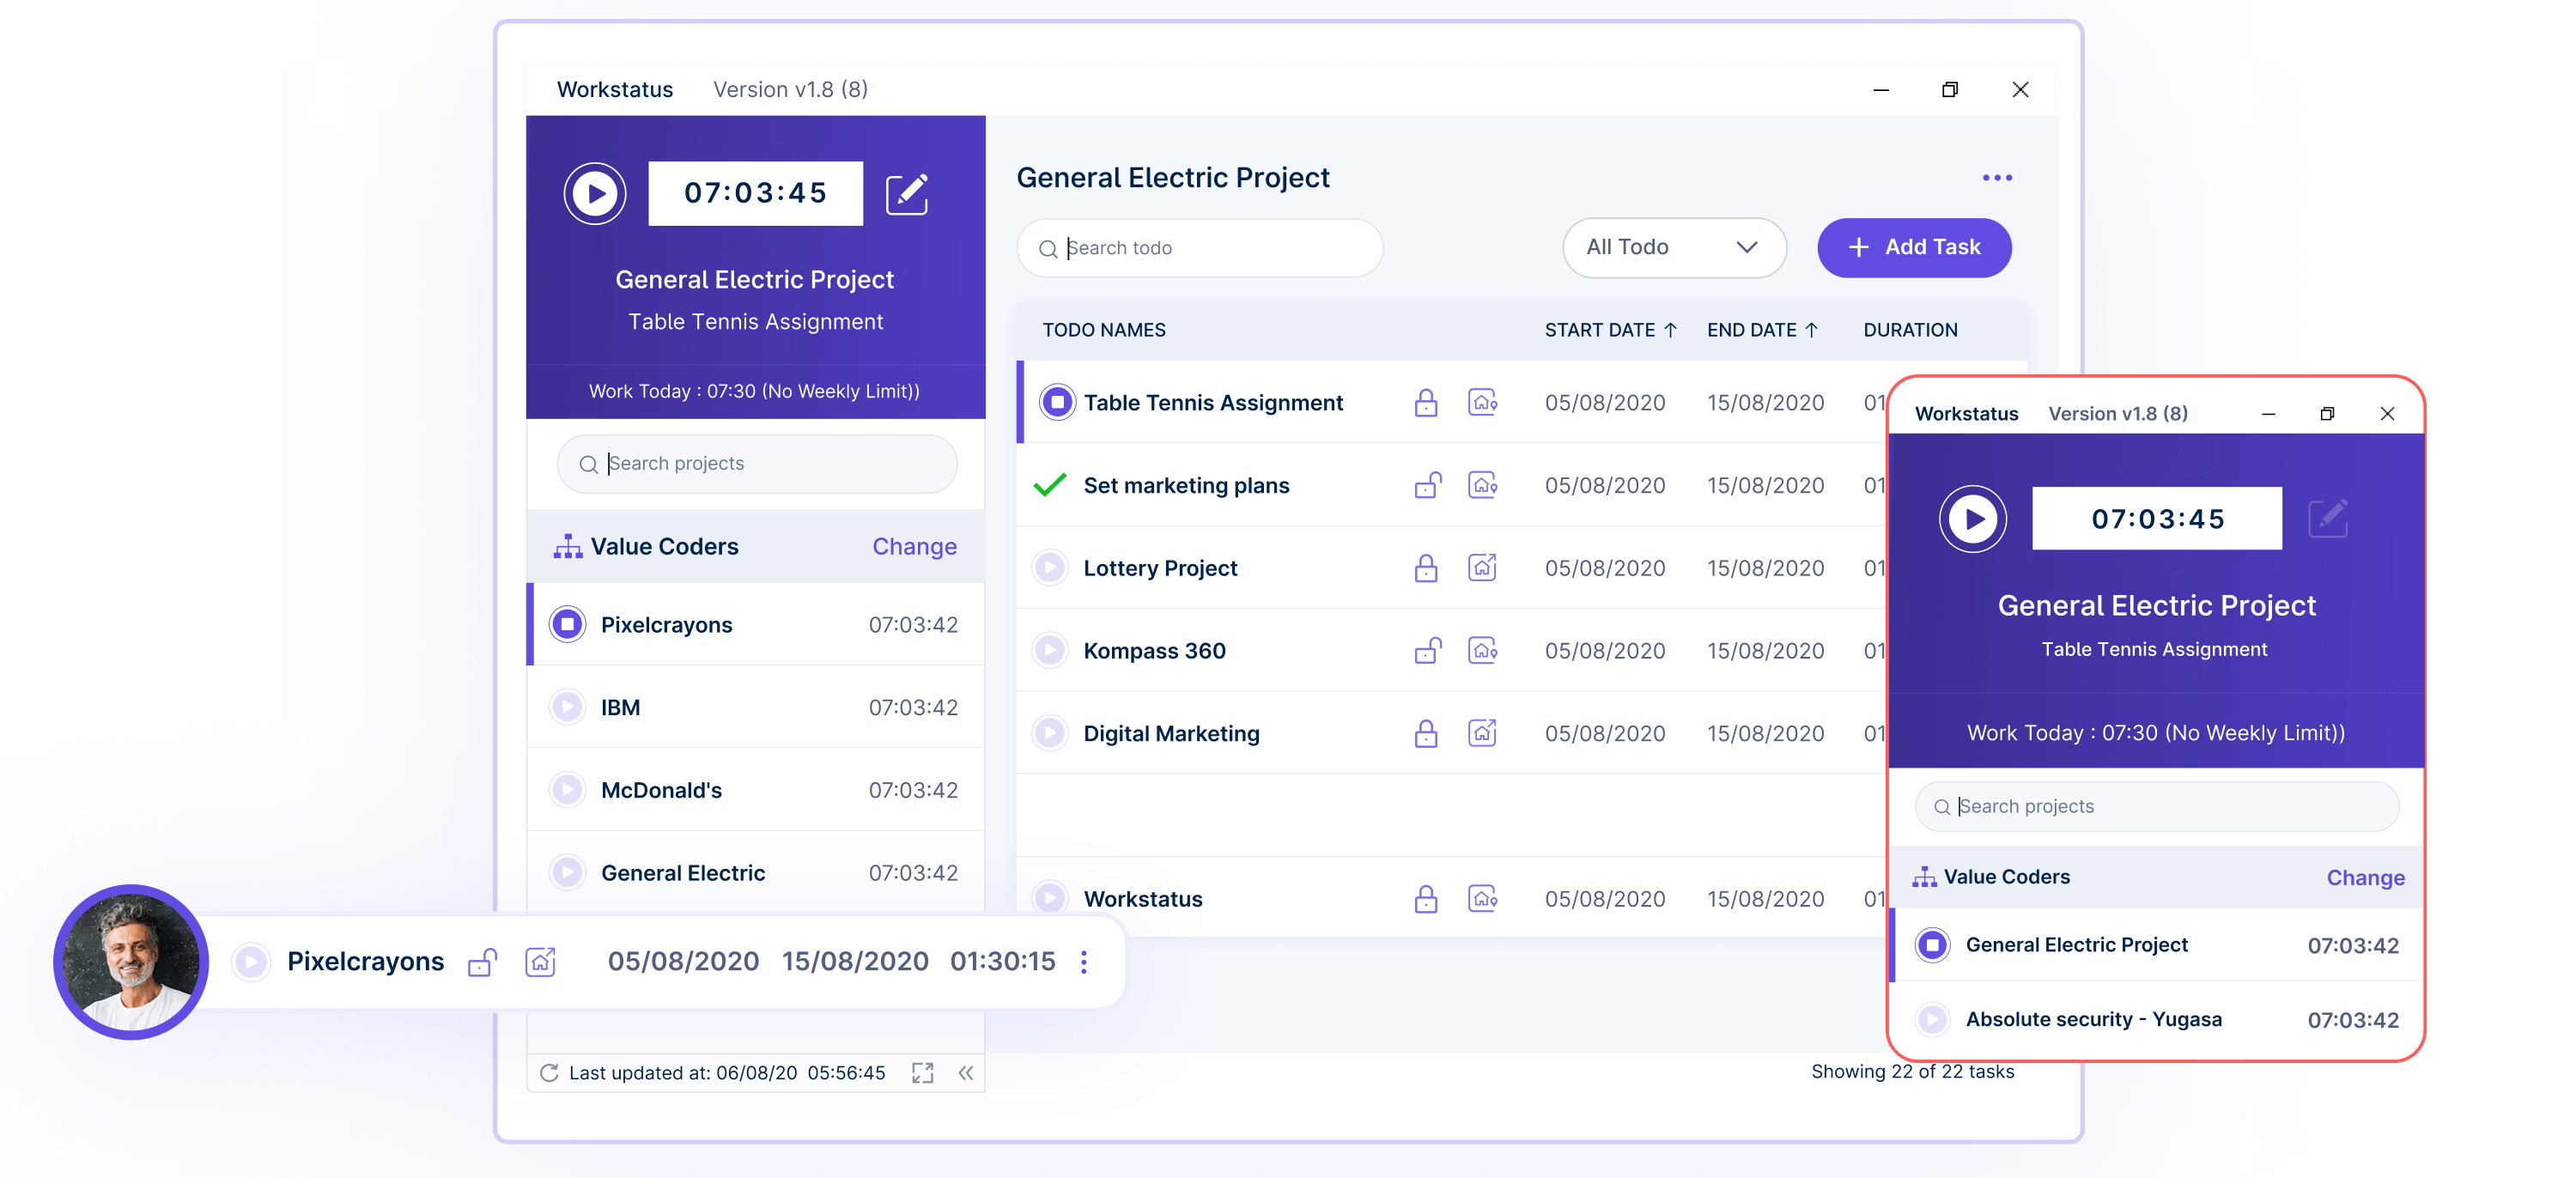 Workstatus Version v1.8 (8)
07:03:45
General Electric Project
Table Tennis Assignment
Work Today : 07:30 (No Weekly Limit))
Search projects
Value Coders Change
Pixelcrayons 07:03:42
IBM 07:03:42
McDonald's 07:03:42
General Electric 07:03:42
Last updated at: 06/08/20 05:56:45
General Electric Project
Search todo All Todo + Add Task
TODO NAMES START DATE ↑ END DATE ↑ DURATION
Table Tennis Assignment 05/08/2020 15/08/2020 01
Set marketing plans 05/08/2020 15/08/2020 01
Lottery Project 05/08/2020 15/08/2020 01
Kompass 360 05/08/2020 15/08/2020 01
Digital Marketing 05/08/2020 15/08/2020 01
Workstatus 05/08/2020 15/08/2020 01
Showing 22 of 22 tasks
Pixelcrayons 05/08/2020 15/08/2020 01:30:15
Workstatus Version v1.8 (8)
07:03:45
General Electric Project
Table Tennis Assignment
Work Today : 07:30 (No Weekly Limit))
Search projects
Value Coders Change
General Electric Project 07:03:42
Absolute security - Yugasa 07:03:42